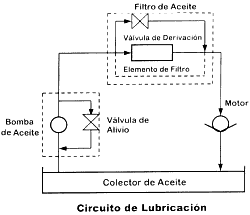 Filtro de Aceite
Válvula de Derivación
Elemento de Filtro
Motor
Bomba
de Aceite
Válvula de
Alivio
Colector de Aceite
Circuito de Lubricación